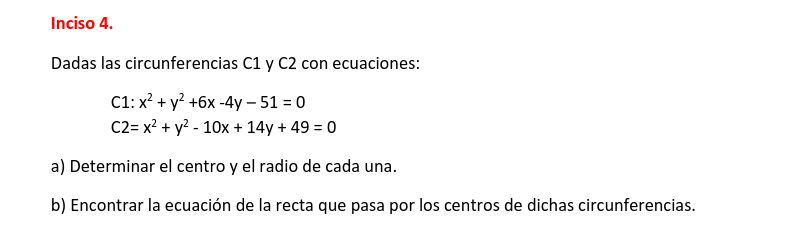 Inciso 4.
Dadas las circunferencias C1 y C2 con ecuaciones:
C1: x² + y² +6x -4y – 51 = 0
C2= x² + y² - 10x + 14y + 49 = 0
a) Determinar el centro y el radio de cada una.
b) Encontrar la ecuación de la recta que pasa por los centros de dichas circunferencias.